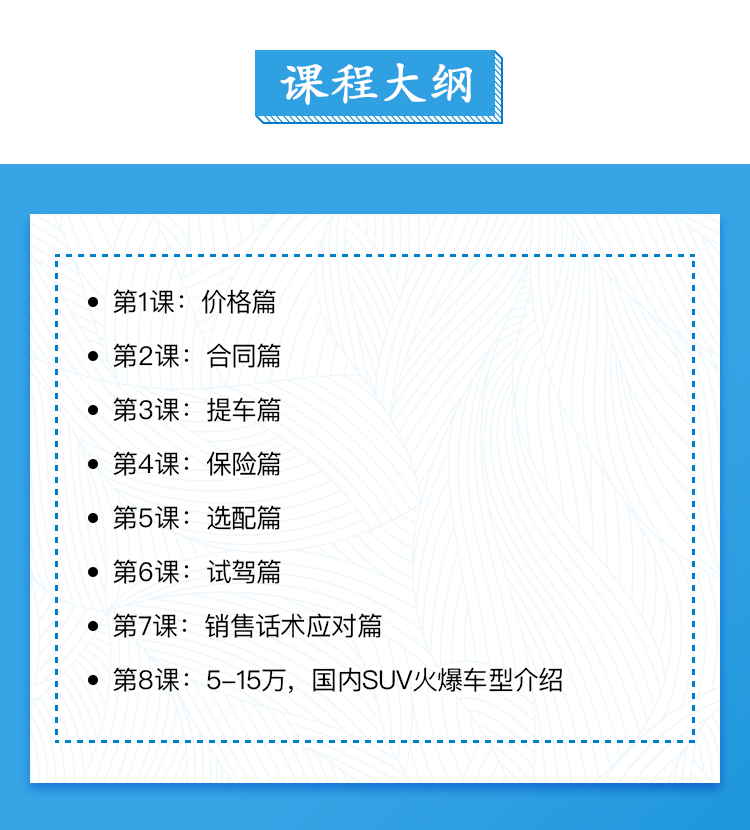 课程大纲
第1课：价格篇
第2课：合同篇
第3课：提车篇
第4课：保险篇
第5课：选配篇
第6课：试驾篇
第7课：销售话术应对篇
第8课：5-15万，国内SUV火爆车型介绍